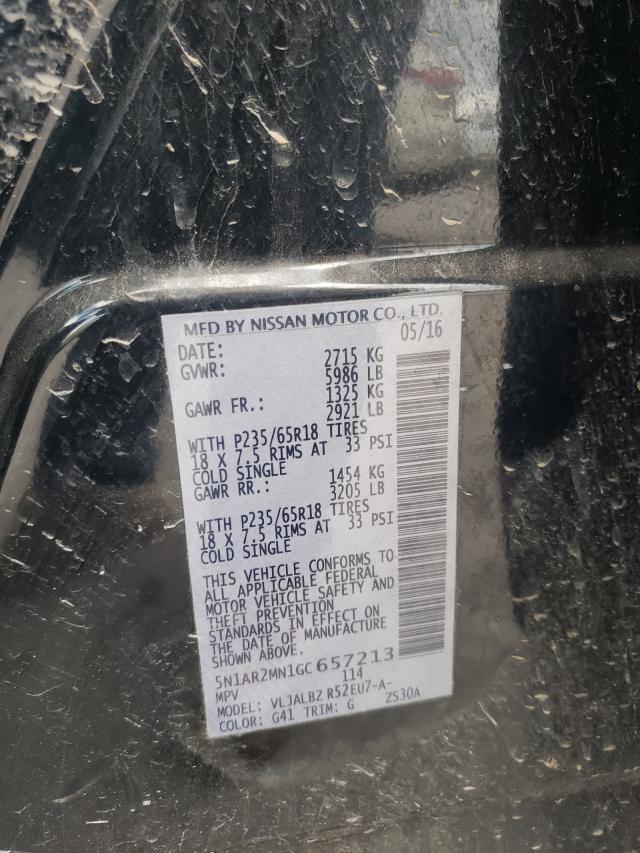 MFD BY NISSAN MOTOR CO., LTD.
DATE: 05/16
GVWR: 2715 KG
5986 LB
GAWR FR.: 1325 KG
2921 LB
WITH P235/65R18 TIRES
18 X 7.5 RIMS AT 33 PSI
COLD SINGLE
GAWR RR.: 1454 KG
3205 LB
WITH P235/65R18 TIRES
18 X 7.5 RIMS AT 33 PSI
COLD SINGLE
THIS VEHICLE CONFORMS TO
ALL APPLICABLE FEDERAL
MOTOR VEHICLE SAFETY AND
THEFT PREVENTION
STANDARDS IN EFFECT ON
THE DATE OF MANUFACTURE
SHOWN ABOVE.
5N1AR2MN1GC657213
MPV 114
MODEL: VLJALBZ R52EU7-A-
COLOR: G41 TRIM: G ZS30A